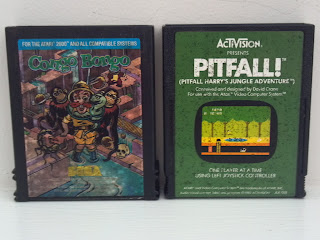 FOR THE ATARI 2600 AND ALL COMPATIBLE SYSTEMS
Congo Bongo
ACTIVISION
PRESENTS
PITFALL!™
(PITFALL HARRY'S JUNGLE ADVENTURE™)
Conceived and designed by David Crane
For use with the Atari® Video Computer System™
ONE PLAYER AT A TIME
USING LEFT JOYSTICK CONTROLLER